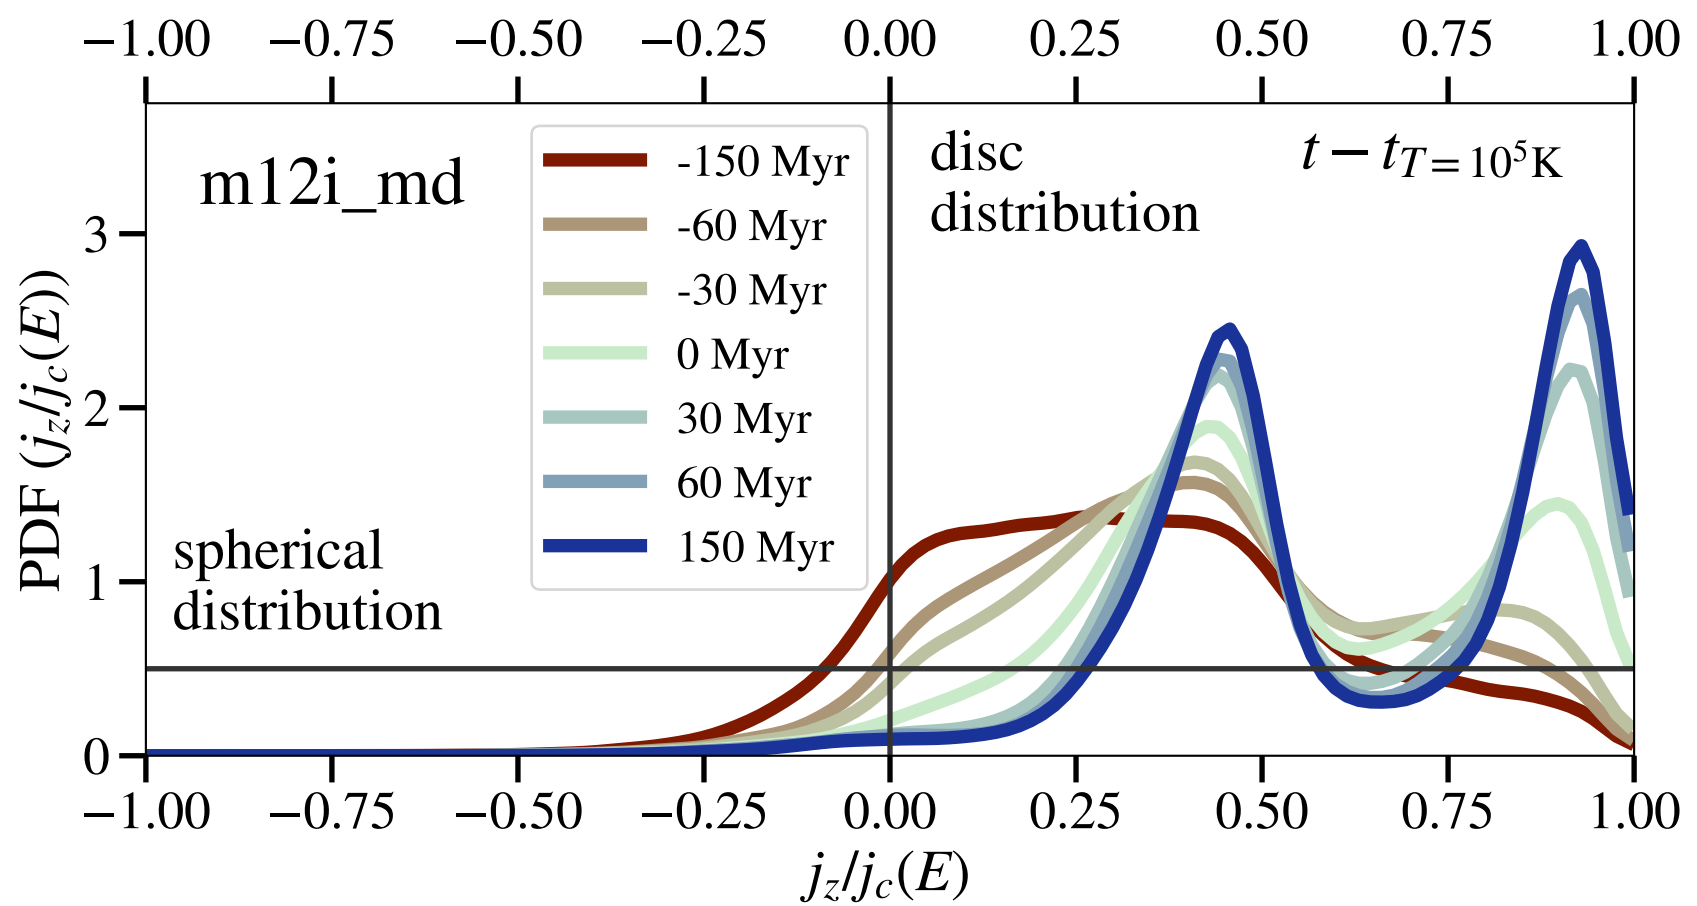 −1.00 −0.75 −0.50 −0.25 0.00 0.25 0.50 0.75 1.00
m12i_md
-150 Myr
-60 Myr
-30 Myr
0 Myr
30 Myr
60 Myr
150 Myr
disc
distribution
t − t_{T=10^5K}
spherical
distribution
3
2
1
0
PDF (j_z/j_c(E))
−1.00 −0.75 −0.50 −0.25 0.00 0.25 0.50 0.75 1.00
j_z/j_c(E)